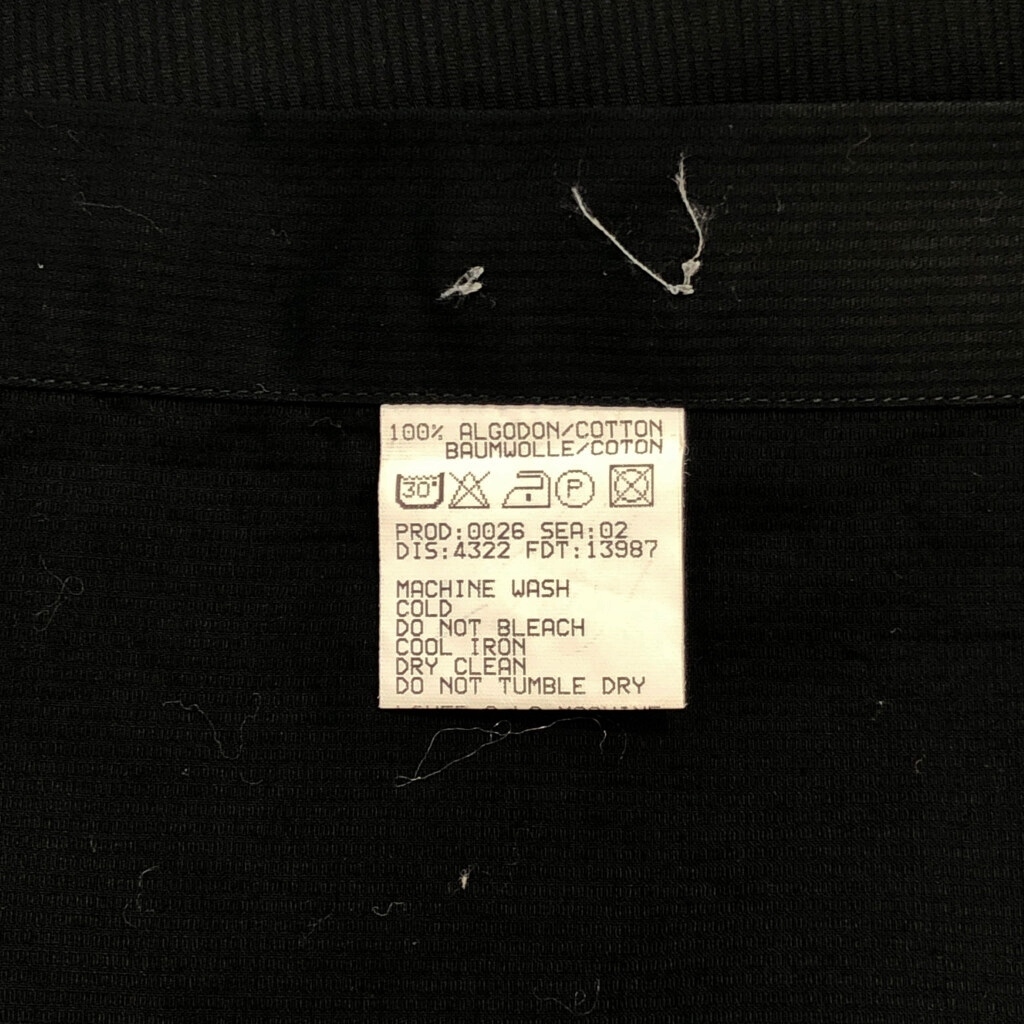 100% ALGODON/COTTON
BAUMWOLLE/COTON
30°
P
PROD:0026 SEA:02
DIS:4322 FDT:13987
MACHINE WASH
COLD
DO NOT BLEACH
COOL IRON
DRY CLEAN
DO NOT TUMBLE DRY